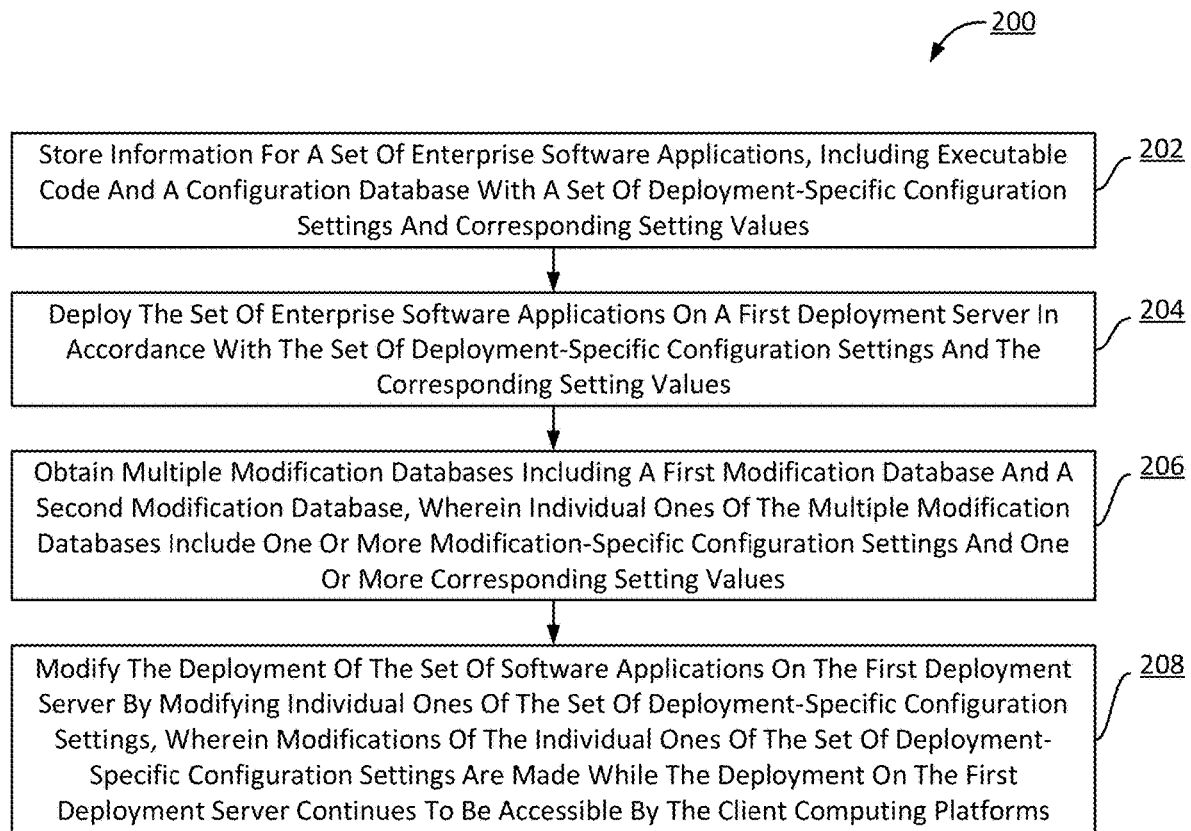 200
Store Information For A Set Of Enterprise Software Applications, Including Executable
Code And A Configuration Database With A Set Of Deployment-Specific Configuration
Settings And Corresponding Setting Values
202
Deploy The Set Of Enterprise Software Applications On A First Deployment Server In
Accordance With The Set Of Deployment-Specific Configuration Settings And The
Corresponding Setting Values
204
Obtain Multiple Modification Databases Including A First Modification Database And A
Second Modification Database, Wherein Individual Ones Of The Multiple Modification
Databases Include One Or More Modification-Specific Configuration Settings And One
Or More Corresponding Setting Values
206
Modify The Deployment Of The Set Of Software Applications On The First Deployment
Server By Modifying Individual Ones Of The Set Of Deployment-Specific Configuration
Settings, Wherein Modifications Of The Individual Ones Of The Set Of Deployment-
Specific Configuration Settings Are Made While The Deployment On The First
Deployment Server Continues To Be Accessible By The Client Computing Platforms
208